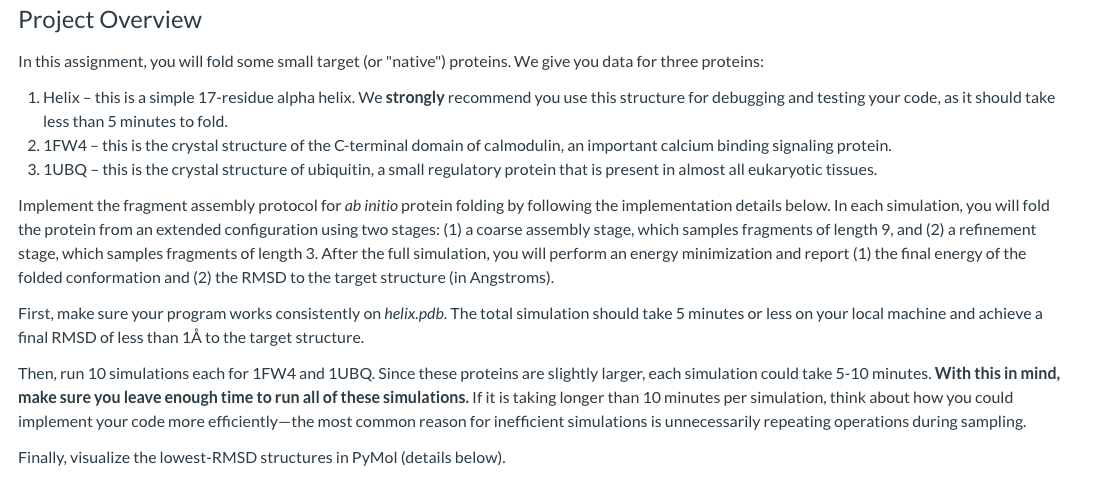 Project Overview
In this assignment, you will fold some small target (or "native") proteins. We give you data for three proteins:
1. Helix – this is a simple 17-residue alpha helix. We strongly recommend you use this structure for debugging and testing your code, as it should take
less than 5 minutes to fold.
2. 1FW4 – this is the crystal structure of the C-terminal domain of calmodulin, an important calcium binding signaling protein.
3. 1UBQ – this is the crystal structure of ubiquitin, a small regulatory protein that is present in almost all eukaryotic tissues.
Implement the fragment assembly protocol for ab initio protein folding by following the implementation details below. In each simulation, you will fold
the protein from an extended configuration using two stages: (1) a coarse assembly stage, which samples fragments of length 9, and (2) a refinement
stage, which samples fragments of length 3. After the full simulation, you will perform an energy minimization and report (1) the final energy of the
folded conformation and (2) the RMSD to the target structure (in Angstroms).
First, make sure your program works consistently on helix.pdb. The total simulation should take 5 minutes or less on your local machine and achieve a
final RMSD of less than 1Å to the target structure.
Then, run 10 simulations each for 1FW4 and 1UBQ. Since these proteins are slightly larger, each simulation could take 5-10 minutes. With this in mind,
make sure you leave enough time to run all of these simulations. If it is taking longer than 10 minutes per simulation, think about how you could
implement your code more efficiently—the most common reason for inefficient simulations is unnecessarily repeating operations during sampling.
Finally, visualize the lowest-RMSD structures in PyMol (details below).